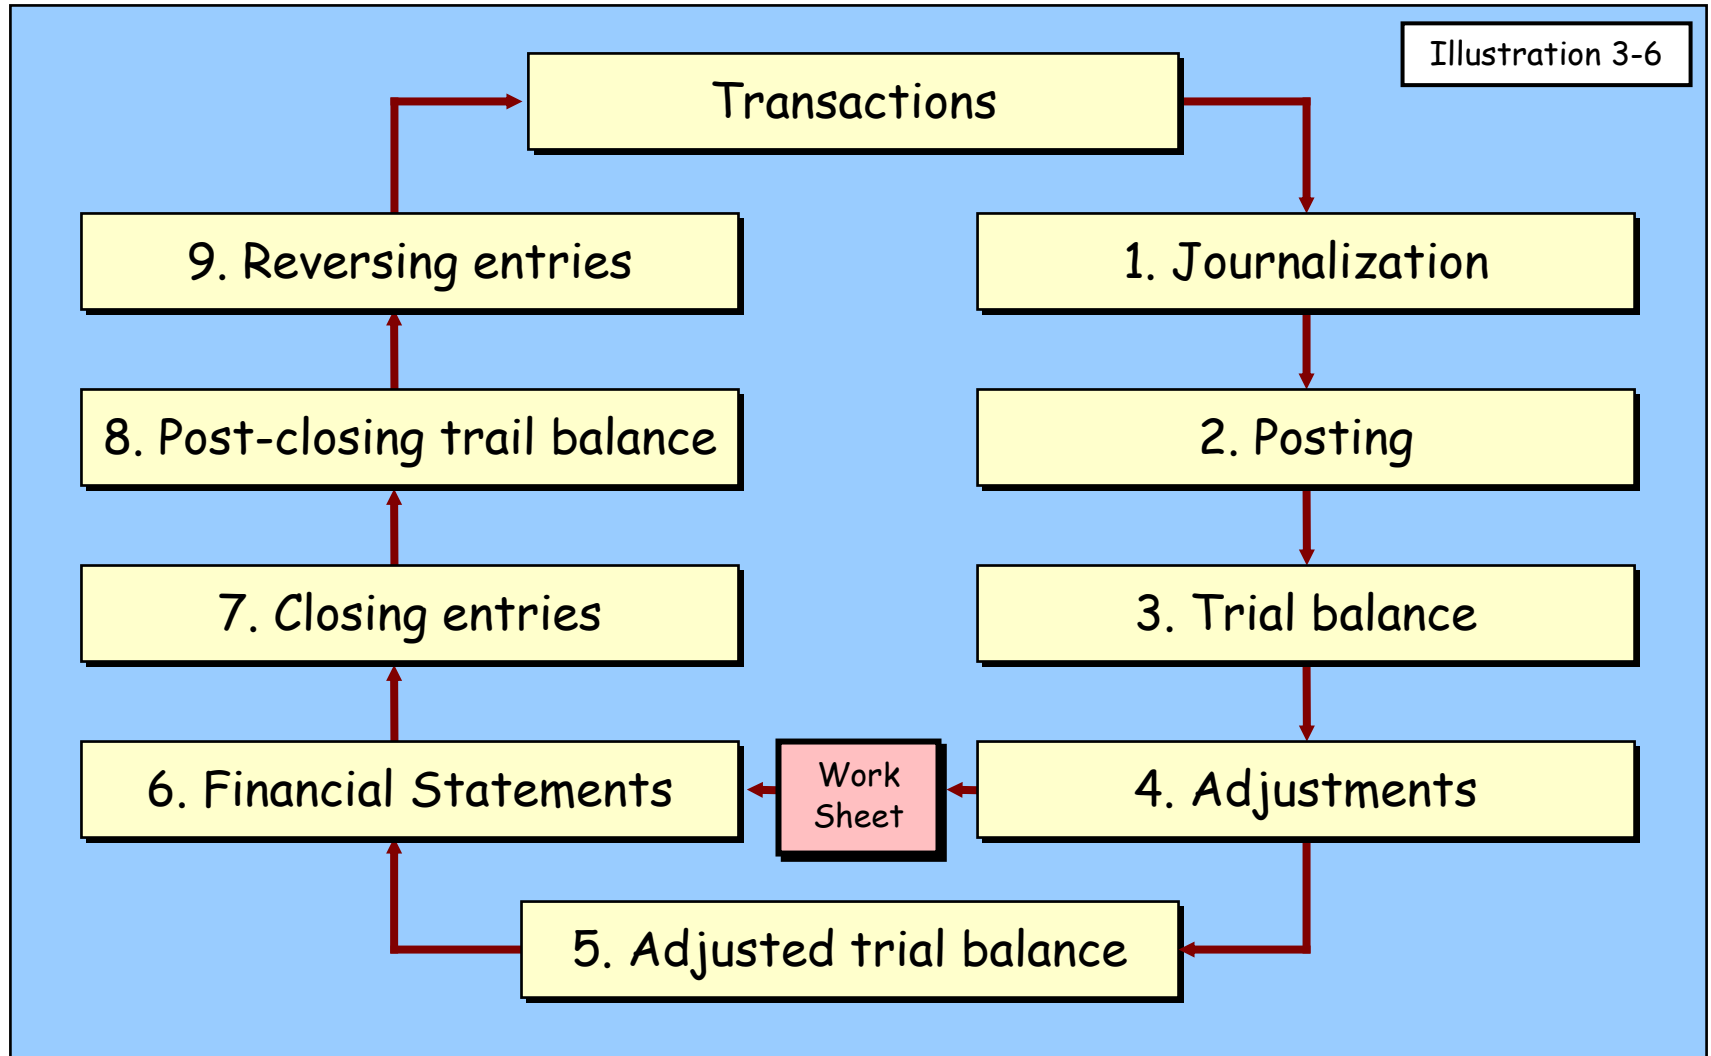 Illustration 3-6
Transactions
1. Journalization
2. Posting
3. Trial balance
4. Adjustments
Work
Sheet
5. Adjusted trial balance
6. Financial Statements
7. Closing entries
8. Post-closing trail balance
9. Reversing entries